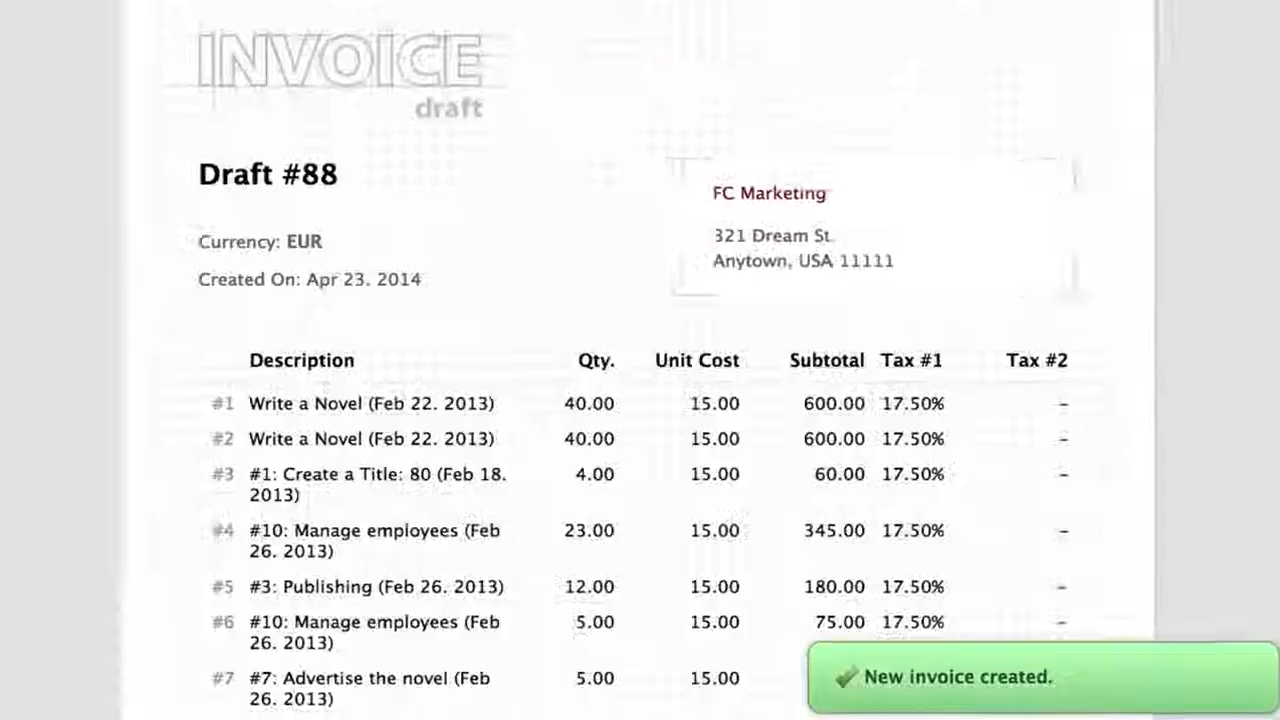 INVOICE
draft
Draft #88
Currency: EUR
Created On: Apr 23. 2014
FC Marketing
321 Dream St.
Anytown, USA 11111
Description Qty. Unit Cost Subtotal Tax #1 Tax #2
#1 Write a Novel (Feb 22. 2013) 40.00 15.00 600.00 17.50% –
#2 Write a Novel (Feb 22. 2013) 40.00 15.00 600.00 17.50% –
#3 #1: Create a Title: 80 (Feb 18. 4.00 15.00 60.00 17.50% –
2013)
#4 #10: Manage employees (Feb 23.00 15.00 345.00 17.50% –
26. 2013)
#5 #3: Publishing (Feb 26. 2013) 12.00 15.00 180.00 17.50% –
#6 #10: Manage employees (Feb 5.00 15.00 75.00 17.50% –
26. 2013)
#7 #7: Advertise the novel (Feb 5.00 15.00
26. 2013)
New invoice created.